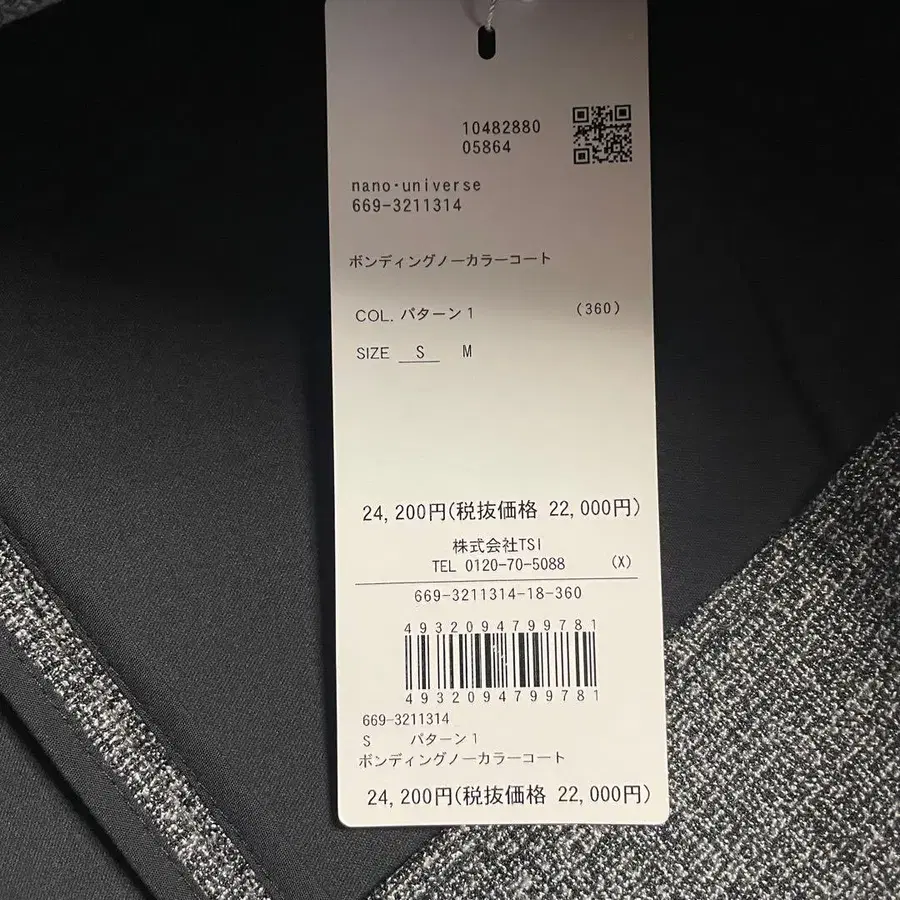 10482880
05864
nano・universe
669-3211314
ボンディングノーカラーコート
COL. パターン1 (360)
SIZE S M
24,200円(税抜価格 22,000円)
株式会社TSI
TEL 0120-70-5088 (X)
669-3211314-18-360
4932094799781
4932094799781
669-3211314
S パターン1
ボンディングノーカラーコート
24,200円(税抜価格 22,000円)